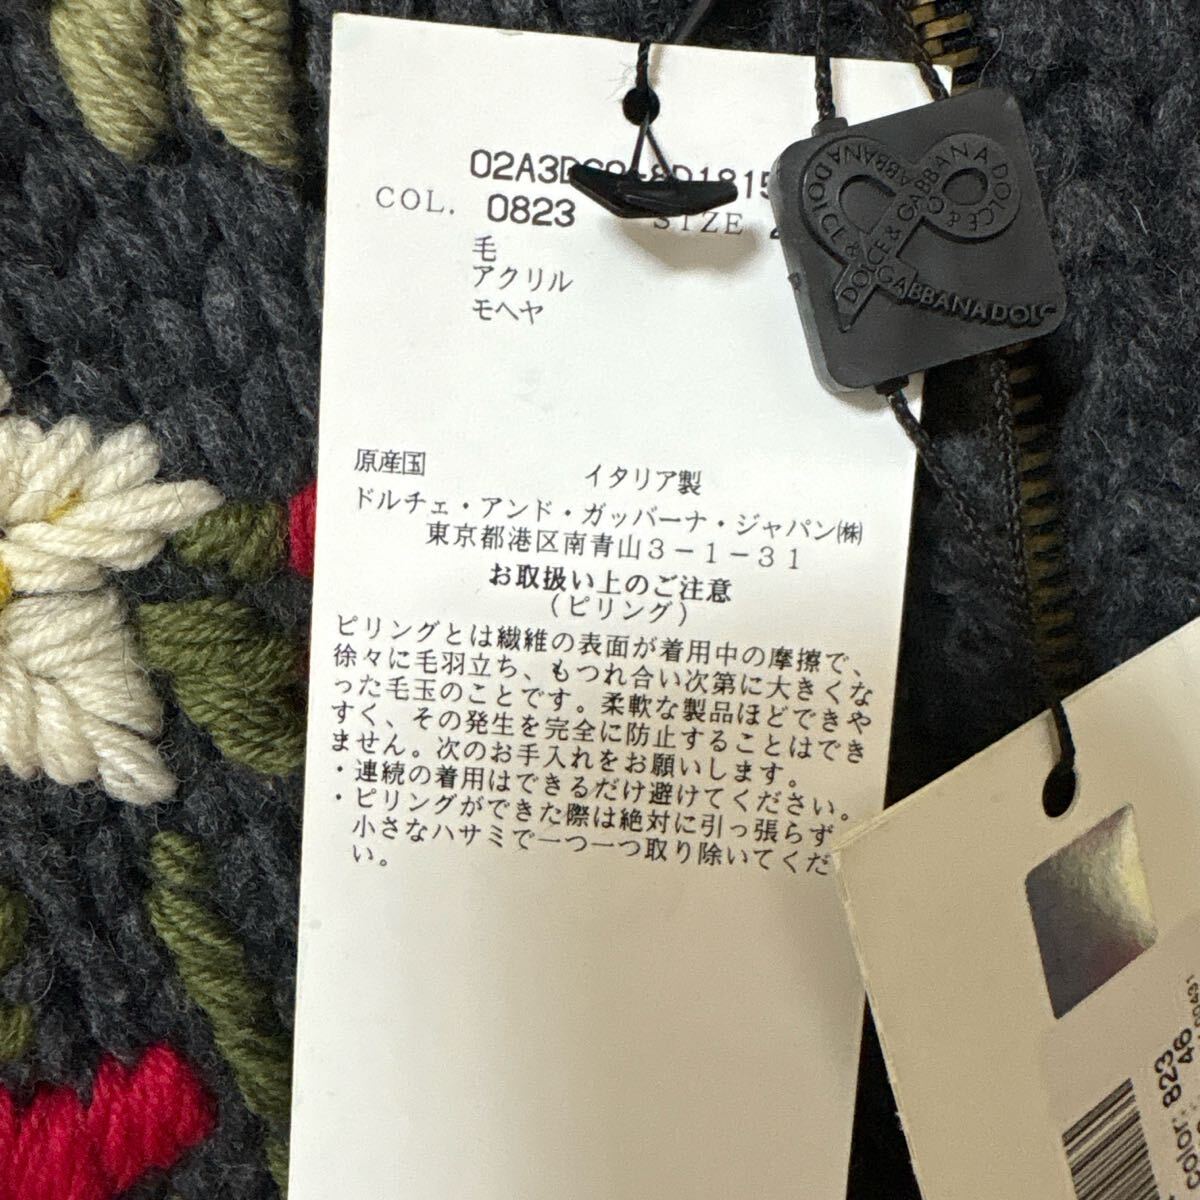 COL. 0823 SIZE
毛
アクリル
モヘヤ
原産国 イタリア製
ドルチェ・アンド・ガッバーナ・ジャパン㈱
東京都港区南青山3-1-31
お取扱い上のご注意
(ピリング)
ピリングとは繊維の表面が着用中の摩擦で、
徐々に毛羽立ち、もつれ合い次第に大きくな
った毛玉のことです。柔軟な製品ほどできや
すく、その発生を完全に防止することはでき
ません。次のお手入れをお願いします。
・連続の着用はできるだけ避けてください。
・ピリングができた際は絶対に引っ張らず
小さなハサミで一つ一つ取り除いてくだ
い。
DOLCE & GABBANA
DOLCE & GABBANA DOLC
color: 823
46